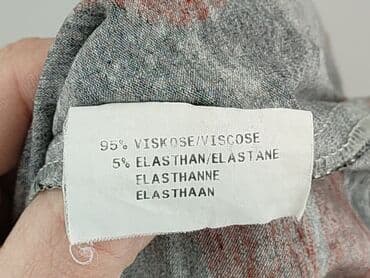 95% VISKOSE/VISCOSE
5% ELASTHAN/ELASTANE
ELASTHANNE
ELASTHAAN